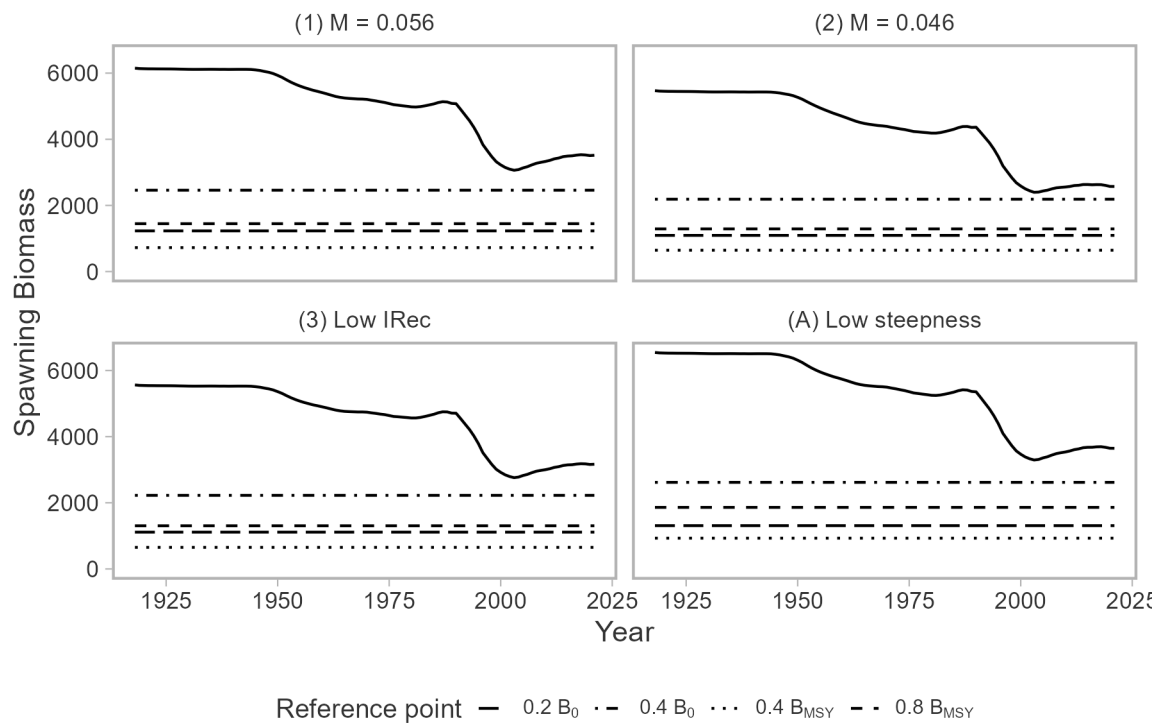 (1) M = 0.056
(2) M = 0.046
6000
4000
2000
0
(3) Low IRec
(A) Low steepness
6000
4000
2000
0
Spawning Biomass
1925 1950 1975 2000 2025
1925 1950 1975 2000 2025
Year
Reference point 0.2 B₀ 0.4 B₀ 0.4 BMSY 0.8 BMSY